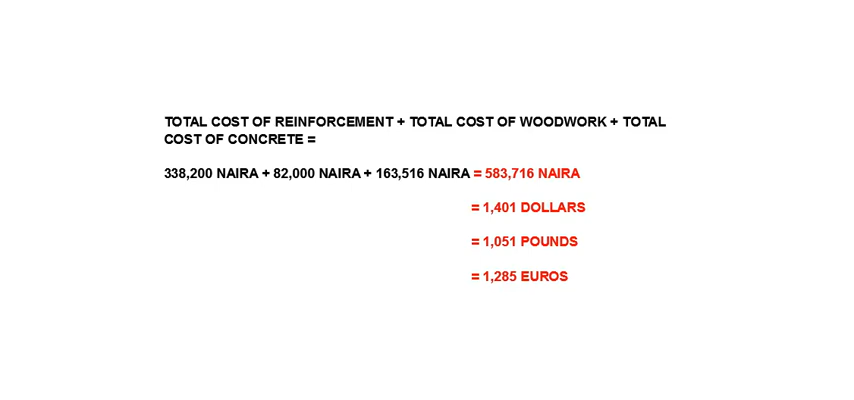 TOTAL COST OF REINFORCEMENT + TOTAL COST OF WOODWORK + TOTAL
COST OF CONCRETE =
338,200 NAIRA + 82,000 NAIRA + 163,516 NAIRA = 583,716 NAIRA
= 1,401 DOLLARS
= 1,051 POUNDS
= 1,285 EUROS